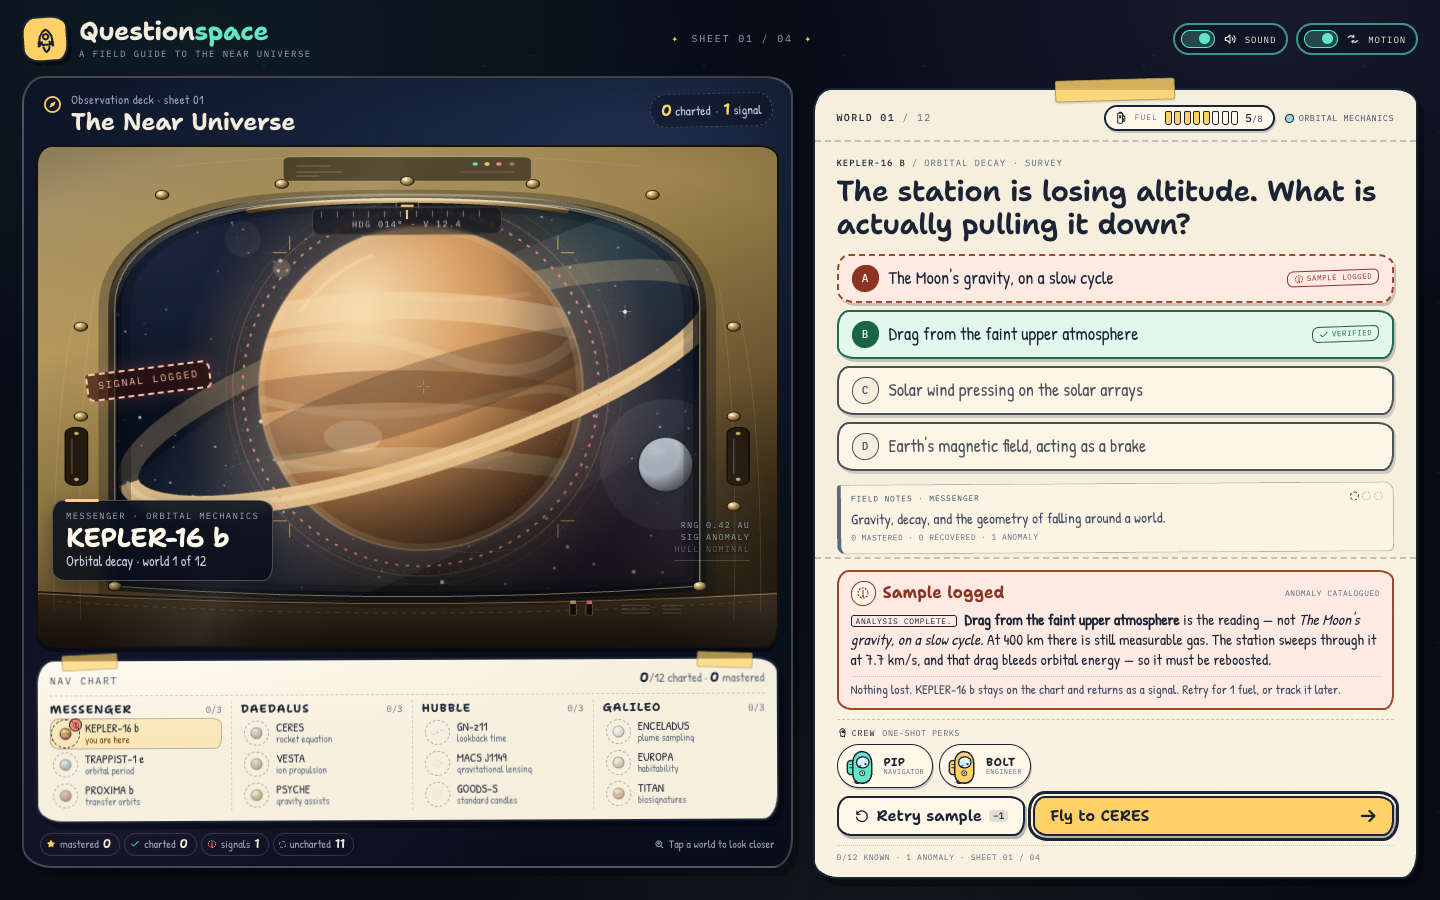 Questionspace
A FIELD GUIDE TO THE NEAR UNIVERSE
SHEET 01 / 04
SOUND
MOTION
Observation deck · sheet 01
The Near Universe
0 charted · 1 signal
HDG 014° · V 12.4
SIGNAL LOGGED
MESSENGER · ORBITAL MECHANICS
KEPLER-16 b
Orbital decay · world 1 of 12
RNG 0.42 AU
SIG ANOMALY
HULL NOMINAL
NAV CHART
0/12 charted · 0 mastered
MESSENGER 0/3
KEPLER-16 b
you are here
TRAPPIST-1 e
orbital period
PROXIMA b
transfer orbits
DAEDALUS 0/3
CERES
rocket equation
VESTA
ion propulsion
PSYCHE
gravity assists
HUBBLE 0/3
GN-z11
lookback time
MACS J1149
gravitational lensing
GOODS-S
standard candles
GALILEO 0/3
ENCELADUS
plume sampling
EUROPA
habitability
TITAN
biosignatures
mastered 0
charted 0
signals 1
uncharted 11
Tap a world to look closer
WORLD 01 / 12
FUEL 5/8
ORBITAL MECHANICS
KEPLER-16 B / ORBITAL DECAY · SURVEY
The station is losing altitude. What is
actually pulling it down?
A The Moon's gravity, on a slow cycle SAMPLE LOGGED
B Drag from the faint upper atmosphere VERIFIED
C Solar wind pressing on the solar arrays
D Earth's magnetic field, acting as a brake
FIELD NOTES · MESSENGER
Gravity, decay, and the geometry of falling around a world.
0 MASTERED · 0 RECOVERED · 1 ANOMALY
Sample logged
ANOMALY CATALOGUED
ANALYSIS COMPLETE. Drag from the faint upper atmosphere is the reading — not The Moon's
gravity, on a slow cycle. At 400 km there is still measurable gas. The station sweeps through it
at 7.7 km/s, and that drag bleeds orbital energy — so it must be reboosted.
Nothing lost. KEPLER-16 b stays on the chart and returns as a signal. Retry for 1 fuel, or track it later.
CREW ONE-SHOT PERKS
PIP
NAVIGATOR
BOLT
ENGINEER
Retry sample −1
Fly to CERES
0/12 KNOWN · 1 ANOMALY · SHEET 01 / 04